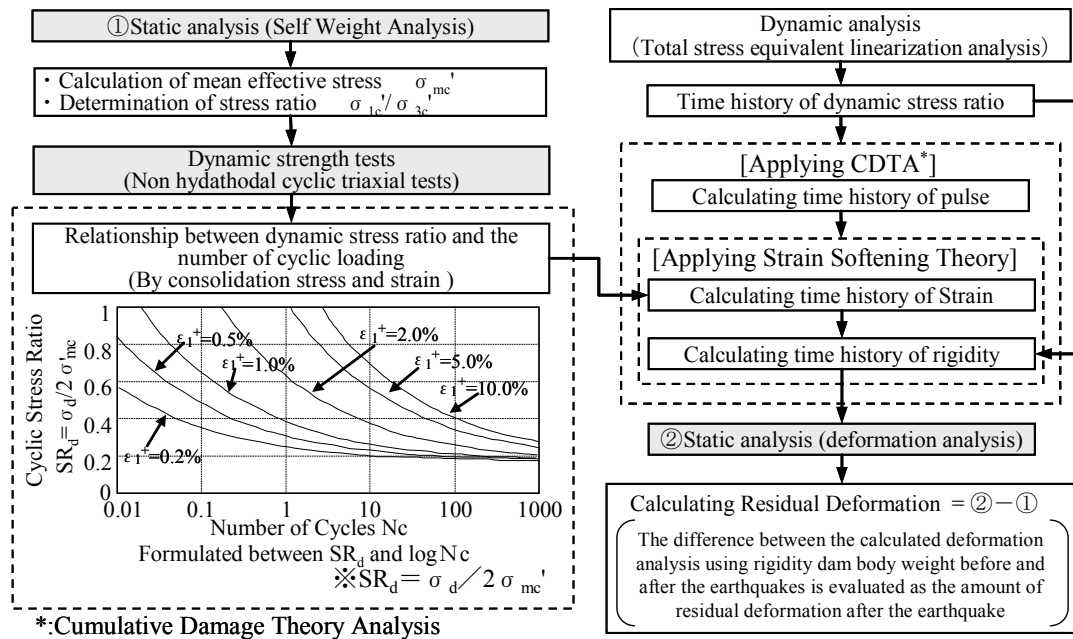 ①Static analysis (Self Weight Analysis)
・Calculation of mean effective stress σmc'
・Determination of stress ratio σ1c'/σ3c'
Dynamic strength tests
(Non hydathodal cyclic triaxial tests)
Relationship between dynamic stress ratio and the
number of cyclic loading
(By consolidation stress and strain )
Cyclic Stress Ratio
SRd= σd/2 σ'mc
1
0.8
0.6
0.4
0.2
0
ε1+=0.5%
ε1+=1.0%
ε1+=2.0%
ε1+=5.0%
ε1+=10.0%
ε1+=0.2%
0.01 0.1 1 10 100 1000
Number of Cycles Nc
Formulated between SRd and logNc
※SRd= σd/2 σmc'
*:Cumulative Damage Theory Analysis
Dynamic analysis
(Total stress equivalent linearization analysis)
Time history of dynamic stress ratio
[Applying CDTA*]
Calculating time history of pulse
[Applying Strain Softening Theory]
Calculating time history of Strain
Calculating time history of rigidity
②Static analysis (deformation analysis)
Calculating Residual Deformation =②-①
The difference between the calculated deformation
analysis using rigidity dam body weight before and
after the earthquakes is evaluated as the amount of
residual deformation after the earthquake